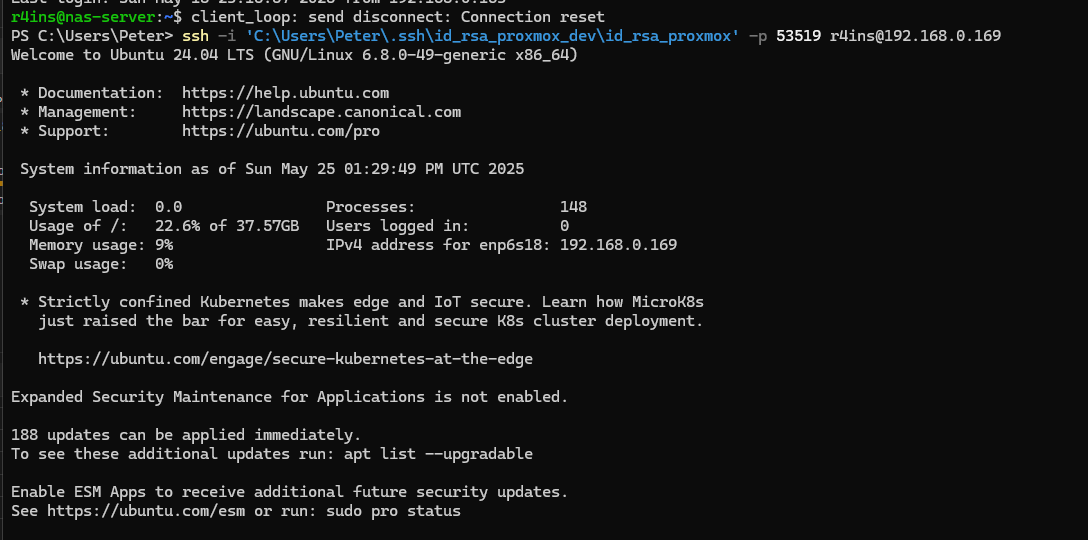 r4ins@nas-server:~$ client_loop: send disconnect: Connection reset
PS C:\Users\Peter> ssh -i 'C:\Users\Peter\.ssh\id_rsa_proxmox_dev\id_rsa_proxmox' -p 53519 r4ins@192.168.0.169
Welcome to Ubuntu 24.04 LTS (GNU/Linux 6.8.0-49-generic x86_64)
* Documentation: https://help.ubuntu.com
* Management: https://landscape.canonical.com
* Support: https://ubuntu.com/pro
System information as of Sun May 25 01:29:49 PM UTC 2025
System load: 0.0 Processes: 148
Usage of /: 22.6% of 37.57GB Users logged in: 0
Memory usage: 9% IPv4 address for enp6s18: 192.168.0.169
Swap usage: 0%
* Strictly confined Kubernetes makes edge and IoT secure. Learn how MicroK8s
just raised the bar for easy, resilient and secure K8s cluster deployment.
https://ubuntu.com/engage/secure-kubernetes-at-the-edge
Expanded Security Maintenance for Applications is not enabled.
188 updates can be applied immediately.
To see these additional updates run: apt list --upgradable
Enable ESM Apps to receive additional future security updates.
See https://ubuntu.com/esm or run: sudo pro status